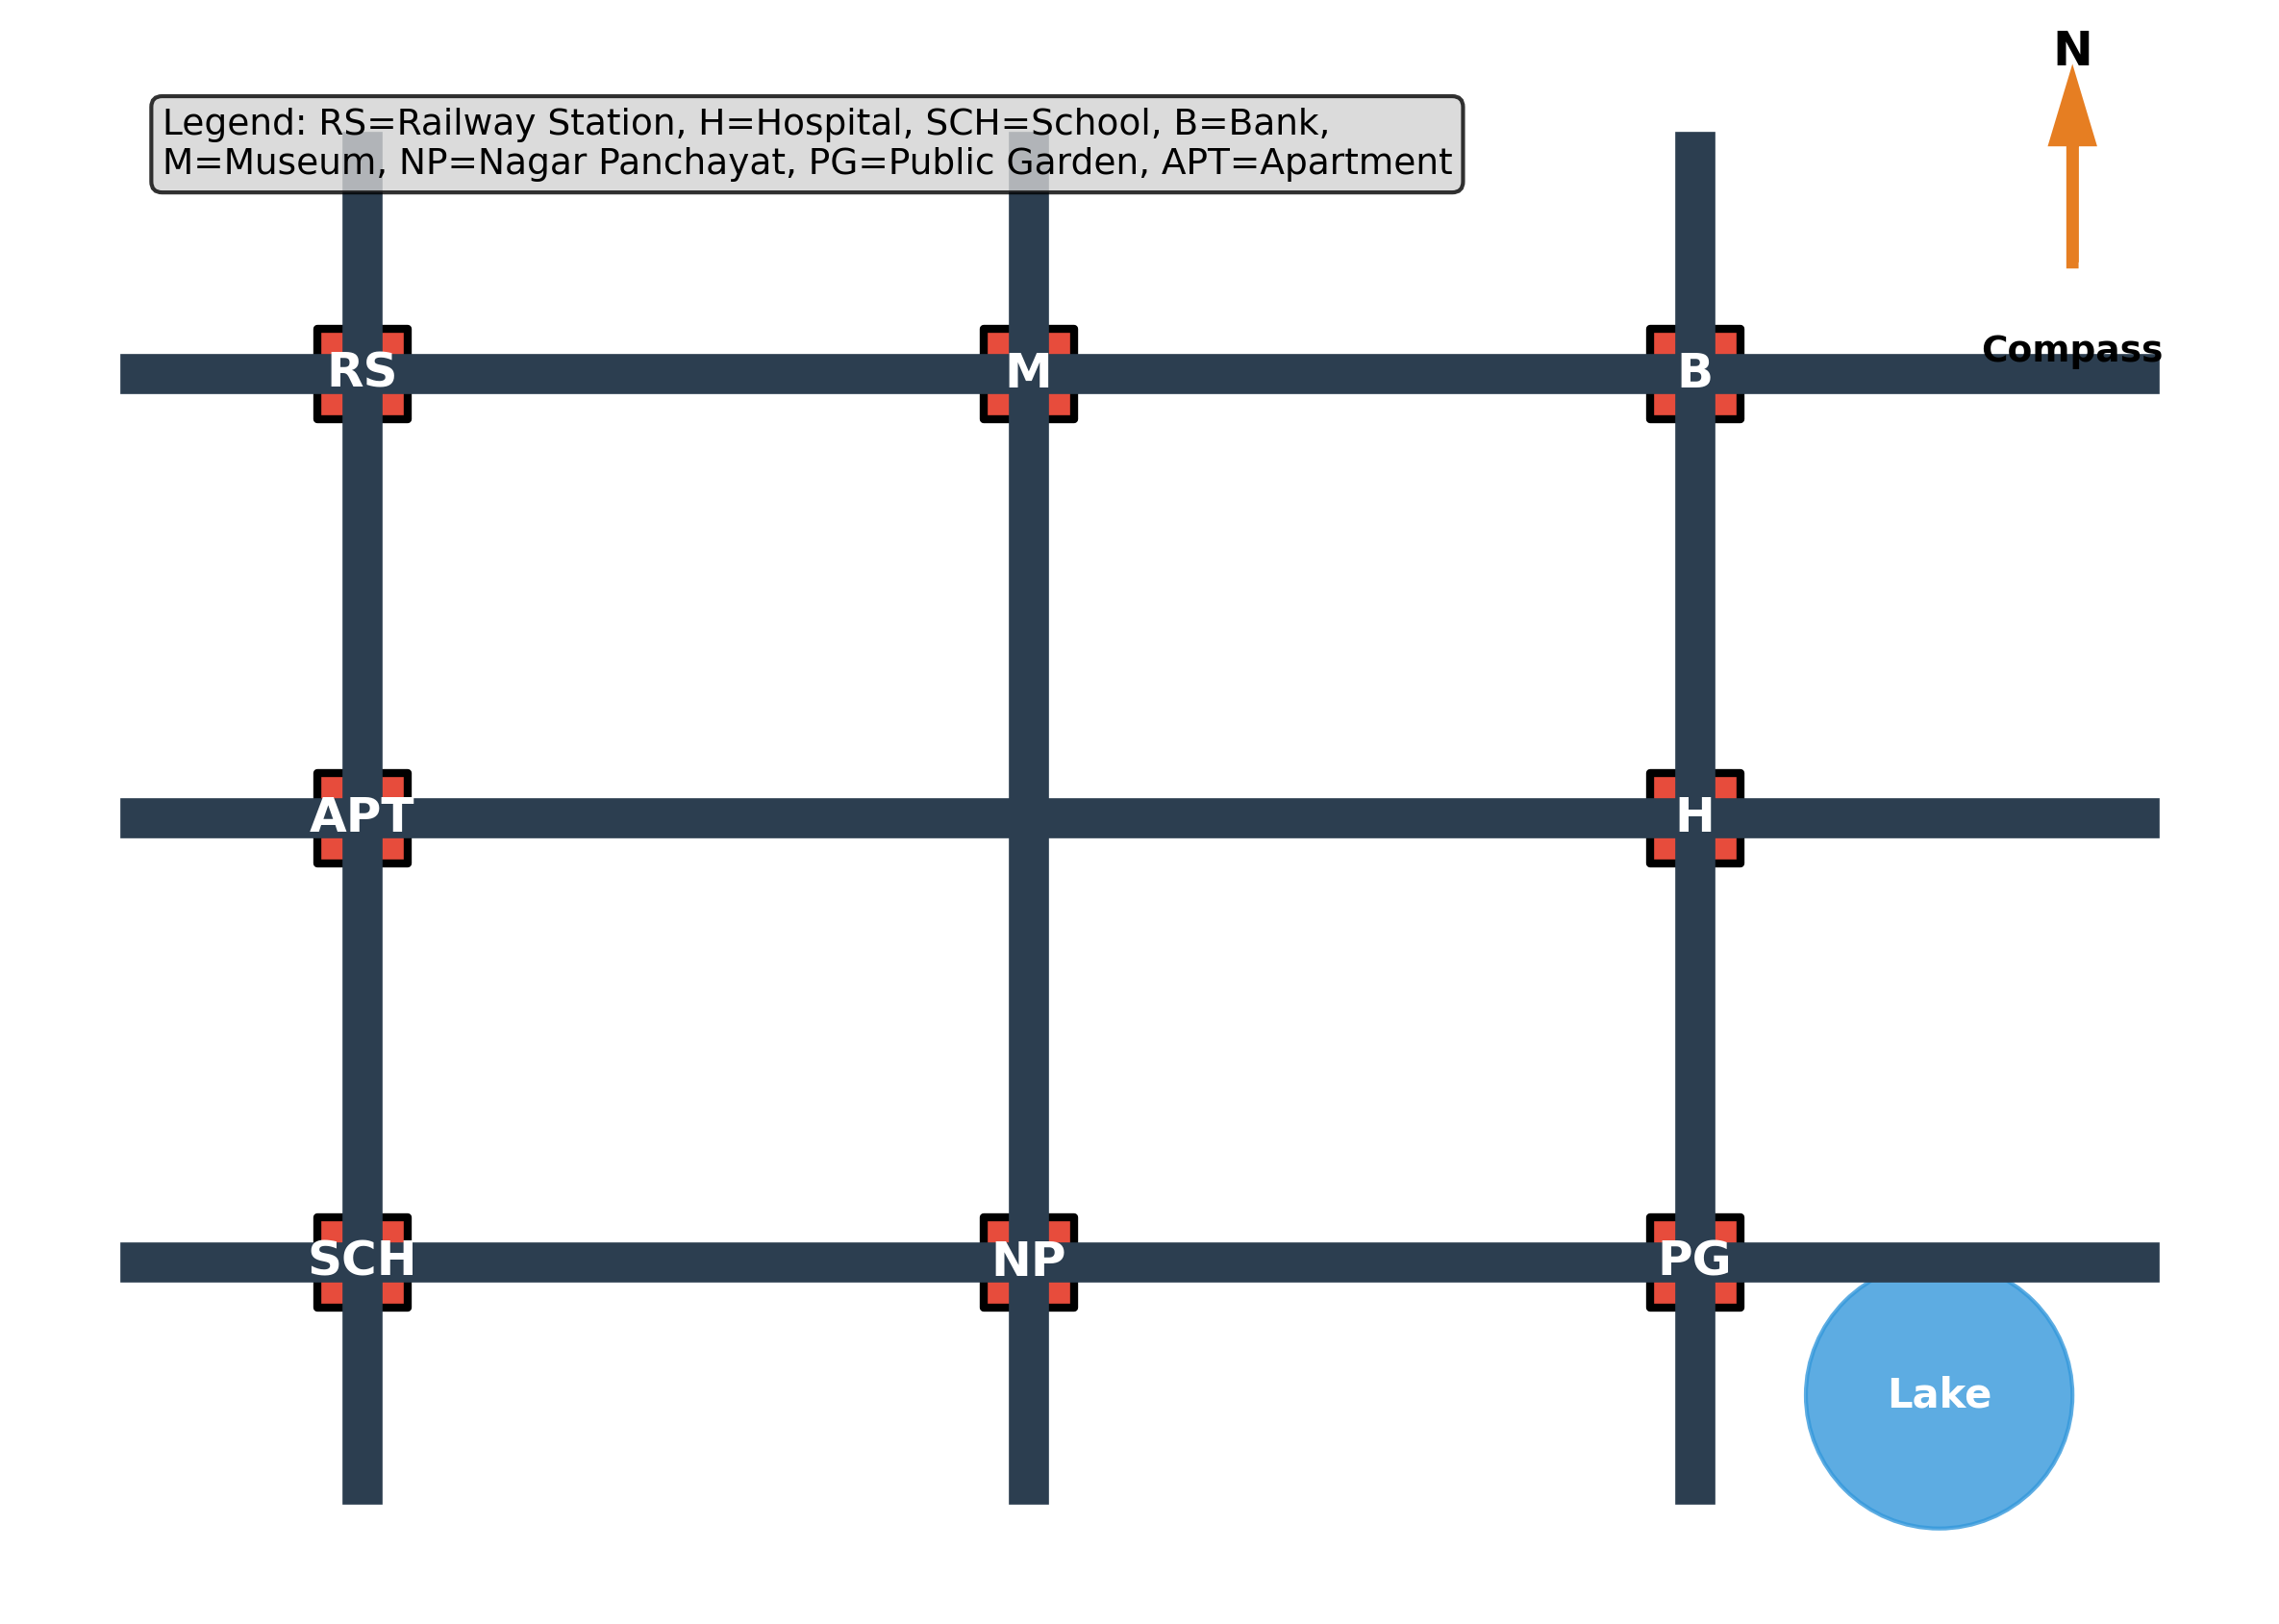 N
Legend: RS=Railway Station, H=Hospital, SCH=School, B=Bank,
M=Museum, NP=Nagar Panchayat, PG=Public Garden, APT=Apartment
Compass
RS
M
B
APT
H
SCH
NP
PG
Lake